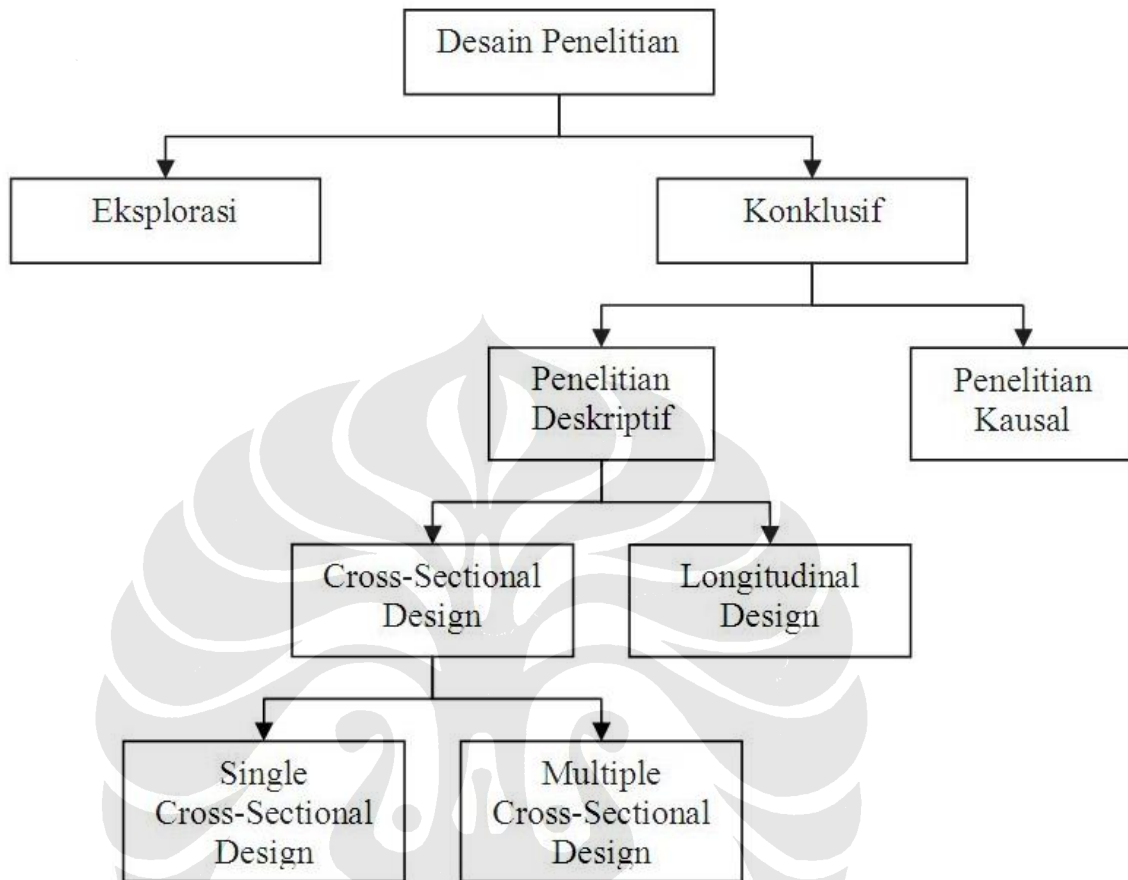 Desain Penelitian
Eksplorasi
Konklusif
Penelitian
Deskriptif
Penelitian
Kausal
Cross-Sectional
Design
Longitudinal
Design
Single
Cross-Sectional
Design
Multiple
Cross-Sectional
Design